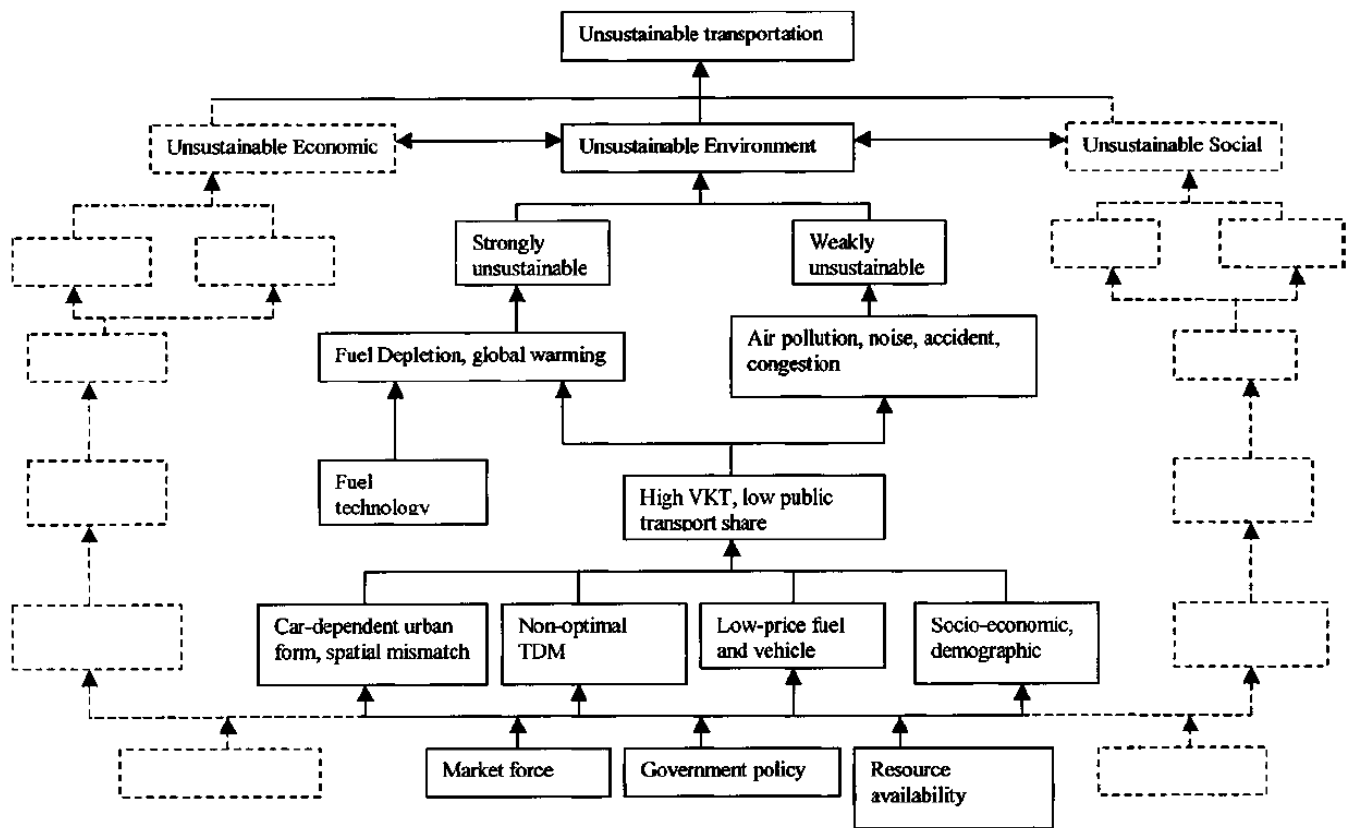 Unsustainable transportation
Unsustainable Economic
Unsustainable Environment
Unsustainable Social
Strongly
unsustainable
Weakly
unsustainable
Fuel Depletion, global warming
Air pollution, noise, accident,
congestion
Fuel
technology
High VKT, low public
transport share
Car-dependent urban
form, spatial mismatch
Non-optimal
TDM
Low-price fuel
and vehicle
Socio-economic,
demographic
Market force
Government policy
Resource
availability